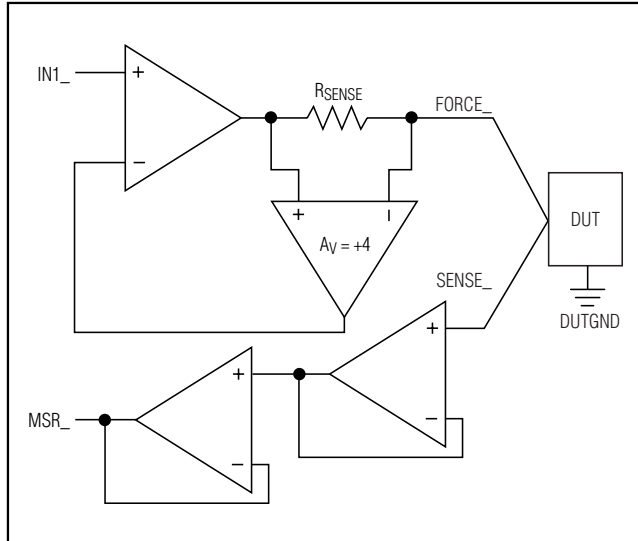 IN1_
+
−
RSENSE
FORCE_
+
−
AV = +4
DUT
DUTGND
SENSE_
+
−
+
−
MSR_